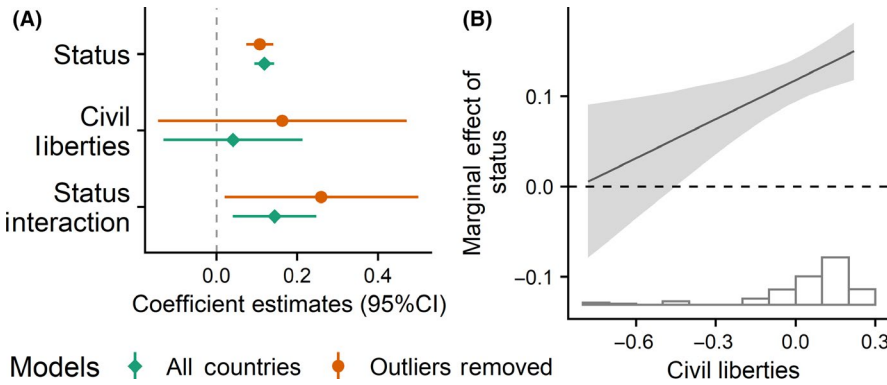 (A)
Status
Civil
liberties
Status
interaction
0.0 0.2 0.4
Coefficient estimates (95%CI)
(B)
Marginal effect of
status
0.1
0.0
−0.1
−0.6 −0.3 0.0 0.3
Civil liberties
Models All countries Outliers removed